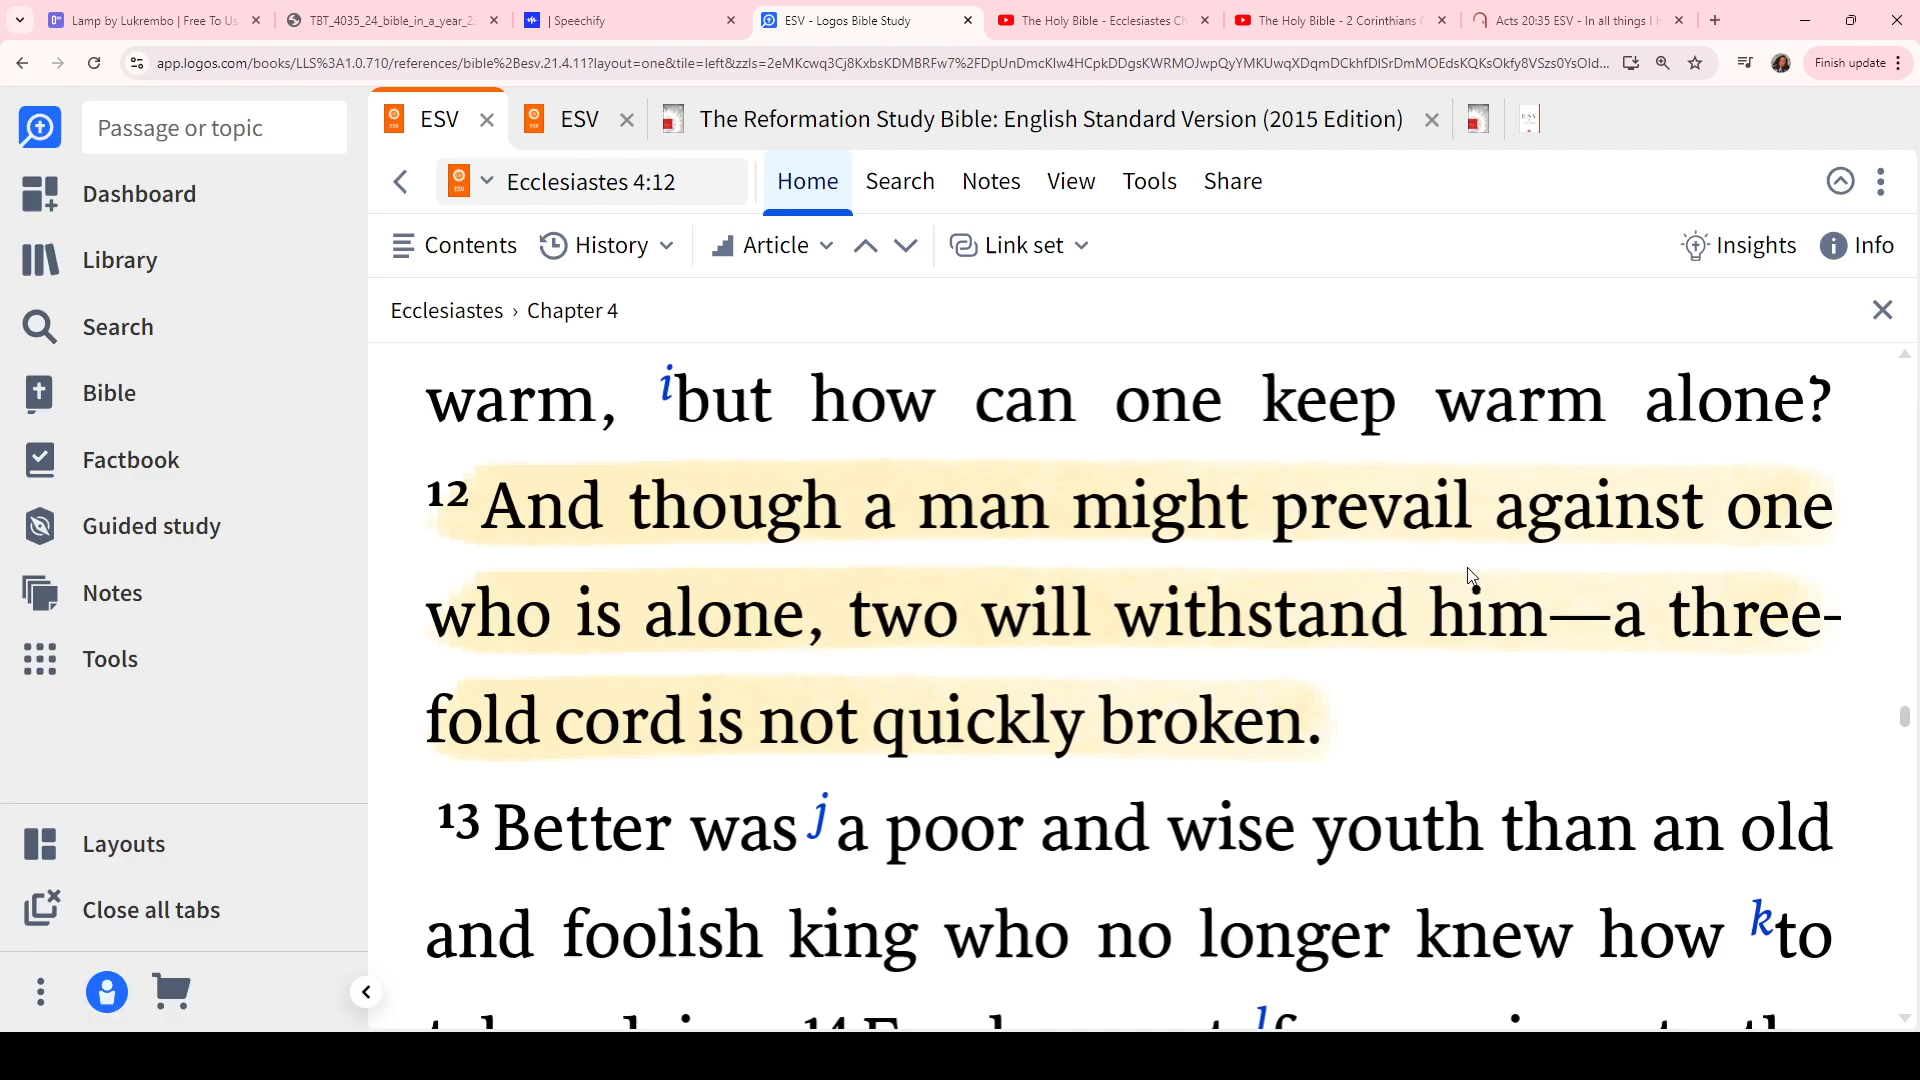 Lamp by Lukrembo | Free To Us
TBT_4035_24_bible_in_a_year_2
| Speechify
ESV - Logos Bible Study
The Holy Bible - Ecclesiastes Ch
The Holy Bible - 2 Corinthians C
Acts 20:35 ESV - In all things I h
app.logos.com/books/LLS%3A1.0.710/references/bible%2Besv.21.4.11?layout=one&tile=left&zzls=2eMKcwq3Cj8KxbsKDMBRFw7%2FDpUnDmcKIw4HCpkDDgsKWRMOJwpQyYMKUwqXDqmDCkhfDlSrDmMOEdsKQKsOkfy8VSzs0YsOld...
Finish update
Passage or topic
ESV
ESV
The Reformation Study Bible: English Standard Version (2015 Edition)
Dashboard
Library
Search
Bible
Factbook
Guided study
Notes
Tools
Layouts
Close all tabs
Ecclesiastes 4:12
Home
Search
Notes
View
Tools
Share
Contents
History
Article
Link set
Insights
Info
Ecclesiastes › Chapter 4
warm, i but how can one keep warm alone?
12 And though a man might prevail against one
who is alone, two will withstand him—a three-
fold cord is not quickly broken.
13 Better was j a poor and wise youth than an old
and foolish king who no longer knew how k to